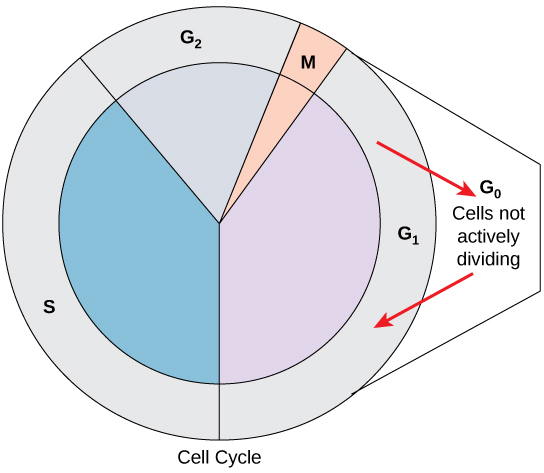 G₂
M
G₀
Cells not
actively
dividing
G₁
S
Cell Cycle